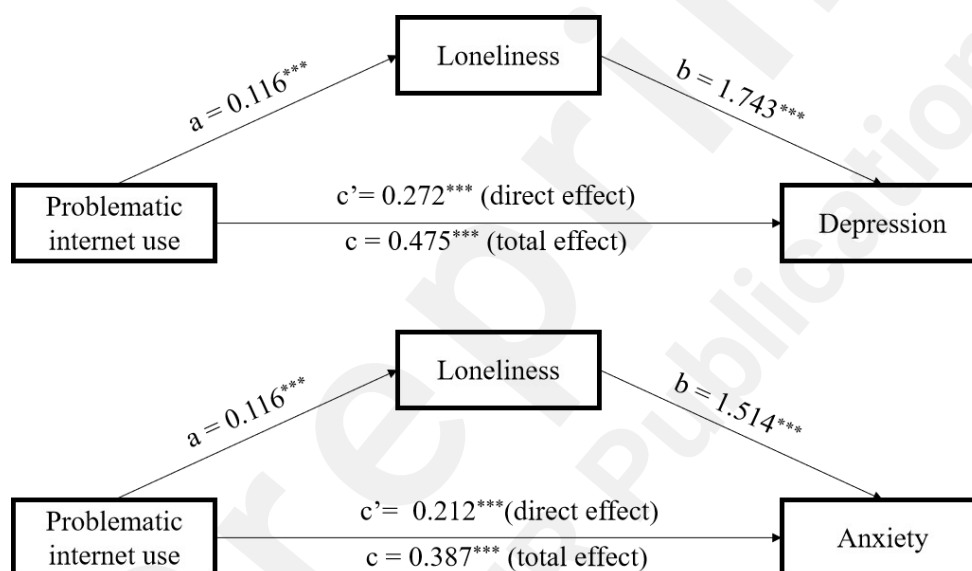 Loneliness
a = 0.116***
b = 1.743***
Problematic
internet use
c’= 0.272*** (direct effect)
c = 0.475*** (total effect)
Depression
Loneliness
a = 0.116***
b = 1.514***
Problematic
internet use
c’= 0.212***(direct effect)
c = 0.387*** (total effect)
Anxiety